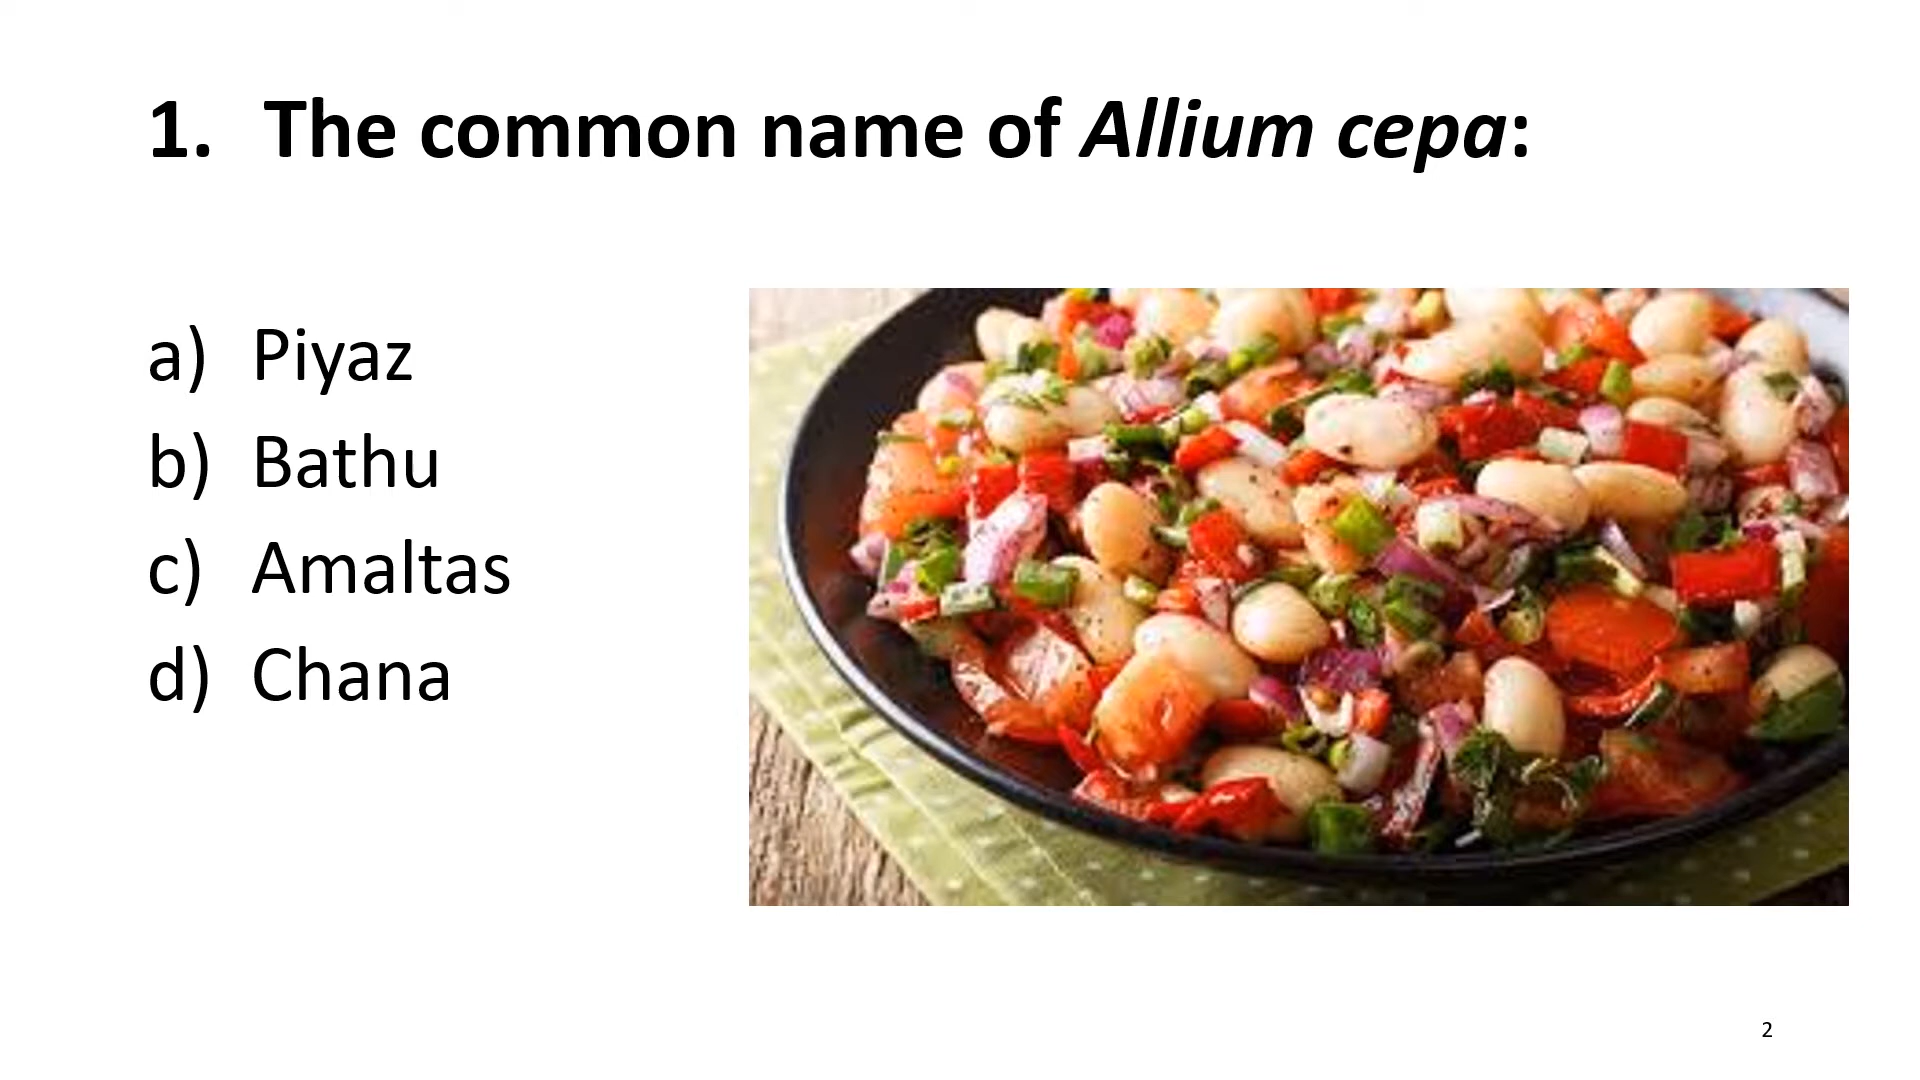 1. The common name of Allium cepa:
a) Piyaz
b) Bathu
c) Amaltas
d) Chana
2